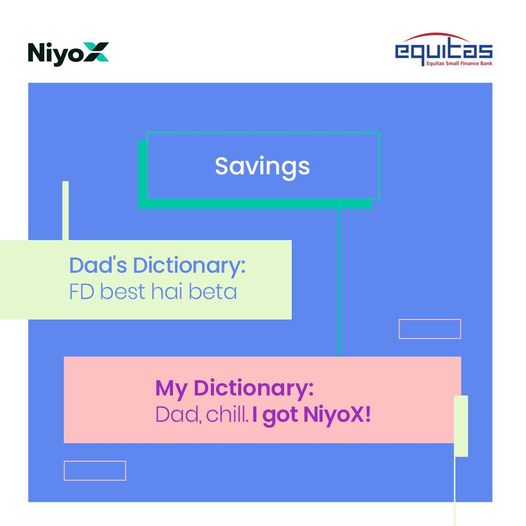 NiyoX
equitas
Equitas Small Finance Bank
Savings
Dad's Dictionary:
FD best hai beta
My Dictionary:
Dad, chill. I got NiyoX!